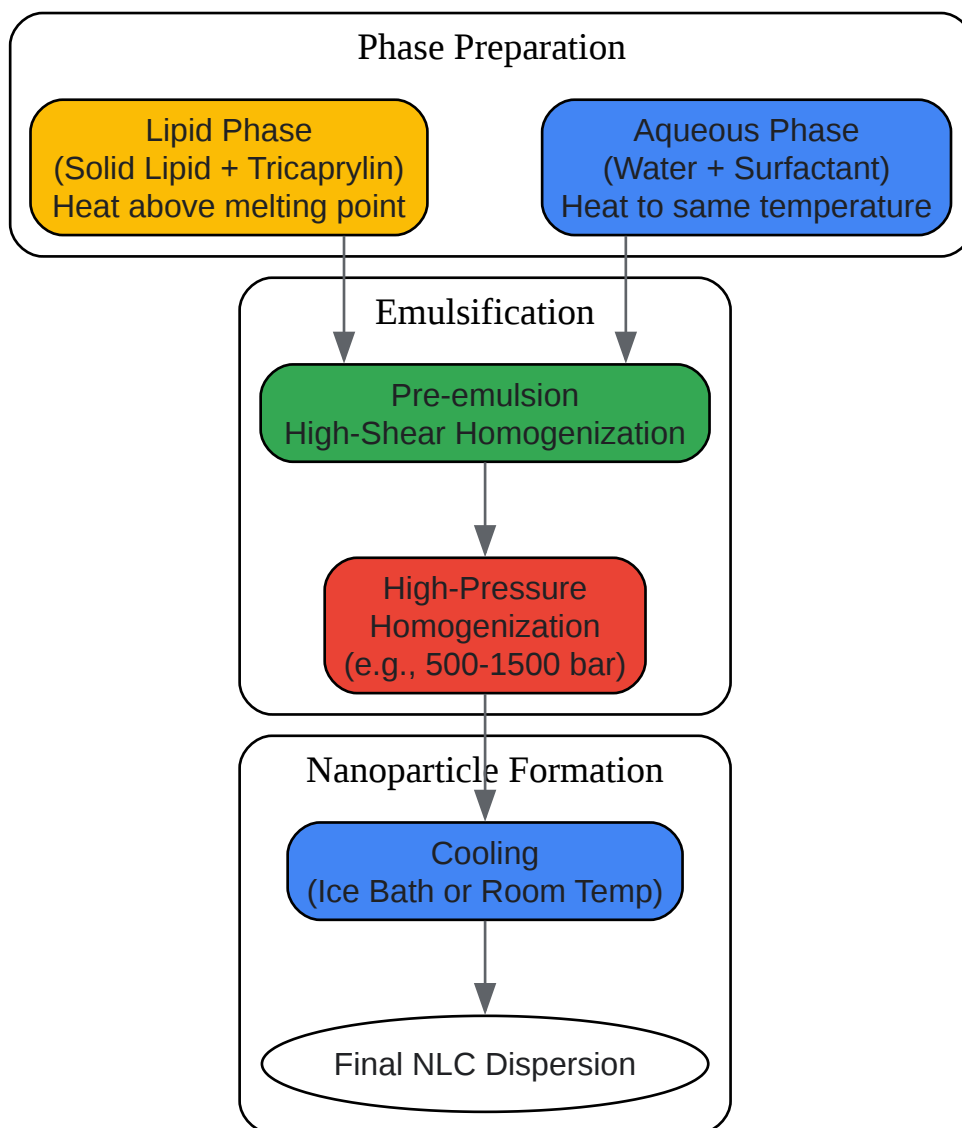 Phase Preparation
Lipid Phase
(Solid Lipid + Tricaprylin)
Heat above melting point
Aqueous Phase
(Water + Surfactant)
Heat to same temperature
Emulsification
Pre-emulsion
High-Shear Homogenization
High-Pressure
Homogenization
(e.g., 500-1500 bar)
Nanoparticle Formation
Cooling
(Ice Bath or Room Temp)
Final NLC Dispersion